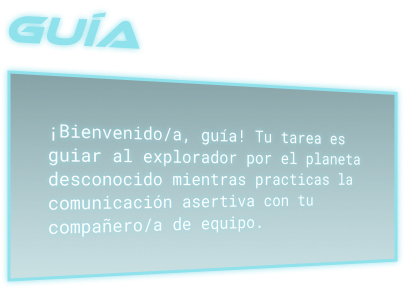 GUÍA
¡Bienvenido/a, guía! Tu tarea es
guiar al explorador por el planeta
desconocido mientras practicas la
comunicación asertiva con tu
compañero/a de equipo.